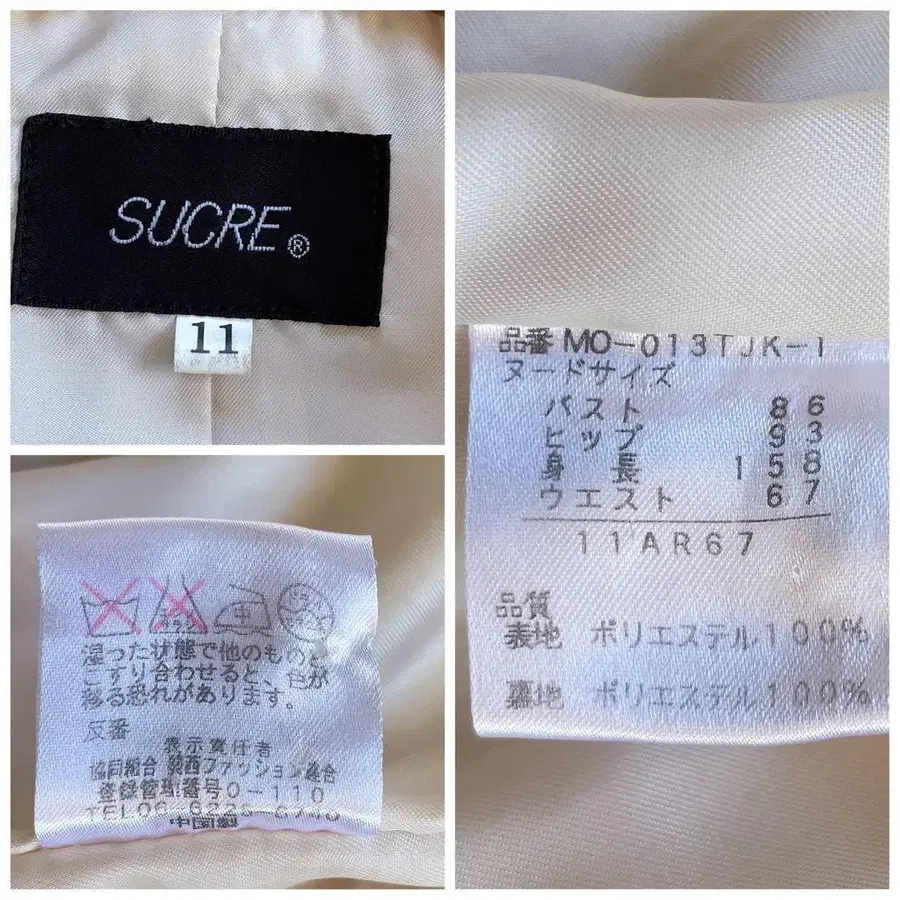 SUCRE®
11
品番 MO-013TJK-1
ヌードサイズ
バスト 86
ヒップ 93
身長 158
ウエスト 67
11AR67
品質
表地 ポリエステル100%
裏地 ポリエステル100%
中
湿った状態で他のものと
こすり合わせると、色が
移る恐れがあります。
反番
表示責任者
協同組合 関西ファッション連合
登録管理番号0-110
TEL06-
中国製